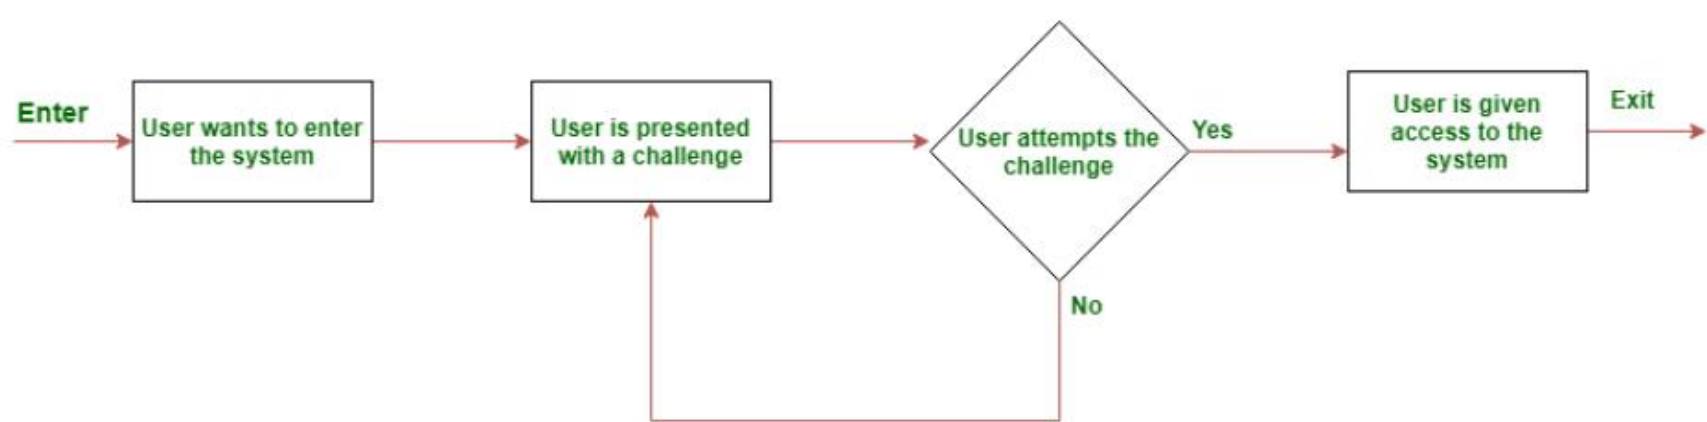 Enter
User wants to enter
the system
User is presented
with a challenge
User attempts the
challenge
Yes
No
User is given
access to the
system
Exit